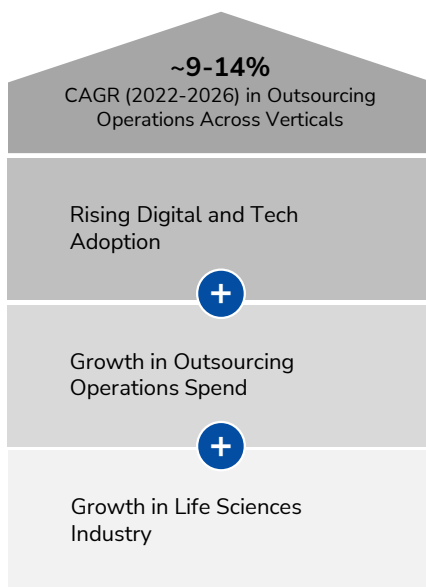 ~9-14%
CAGR (2022-2026) in Outsourcing
Operations Across Verticals
Rising Digital and Tech
Adoption
+
Growth in Outsourcing
Operations Spend
+
Growth in Life Sciences
Industry